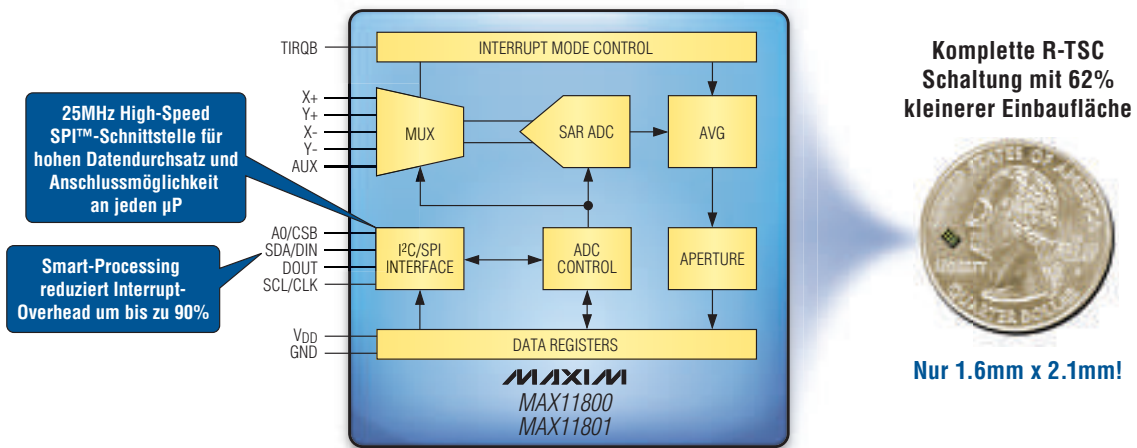 TIRQB
INTERRUPT MODE CONTROL
X+
Y+
X-
Y-
AUX
MUX
SAR ADC
AVG
25MHz High-Speed
SPI™-Schnittstelle für
hohen Datendurchsatz und
Anschlussmöglichkeit
an jeden µP
A0/CSB
SDA/DIN
DOUT
SCL/CLK
I²C/SPI
INTERFACE
ADC
CONTROL
APERTURE
Smart-Processing
reduziert Interrupt-
Overhead um bis zu 90%
VDD
GND
DATA REGISTERS
MAXIM
MAX11800
MAX11801
Komplette R-TSC
Schaltung mit 62%
kleinerer Einbaufläche
QUARTER DOLLAR
Nur 1.6mm x 2.1mm!